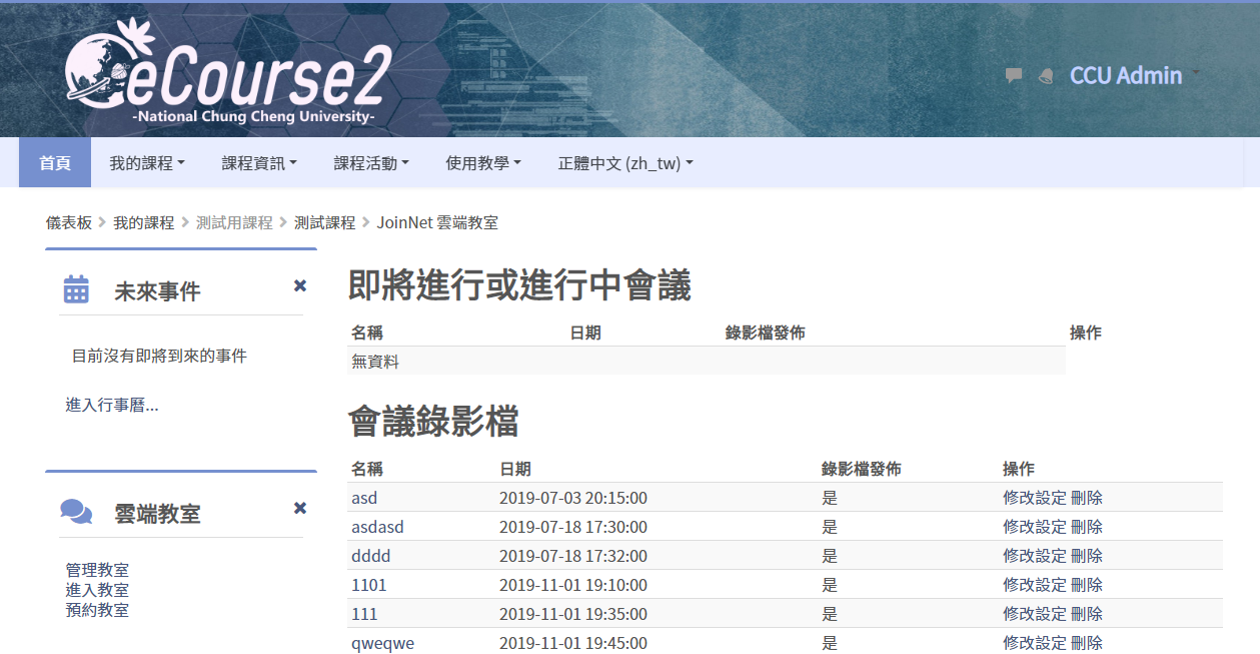 eCourse2
-National Chung Cheng University-
CCU Admin
首頁 我的課程 課程資訊 課程活動 使用教學 正體中文 (zh_tw)
儀表板 我的課程 測試用課程 測試課程 JoinNet 雲端教室
未來事件
目前沒有即將到來的事件
進入行事曆...
雲端教室
管理教室
進入教室
預約教室
即將進行或進行中會議
名稱 日期 錄影檔發佈 操作
無資料
會議錄影檔
名稱 日期 錄影檔發佈 操作
asd 2019-07-03 20:15:00 是 修改設定 刪除
asdasd 2019-07-18 17:30:00 是 修改設定 刪除
dddd 2019-07-18 17:32:00 是 修改設定 刪除
1101 2019-11-01 19:10:00 是 修改設定 刪除
111 2019-11-01 19:35:00 是 修改設定 刪除
qweqwe 2019-11-01 19:45:00 是 修改設定 刪除